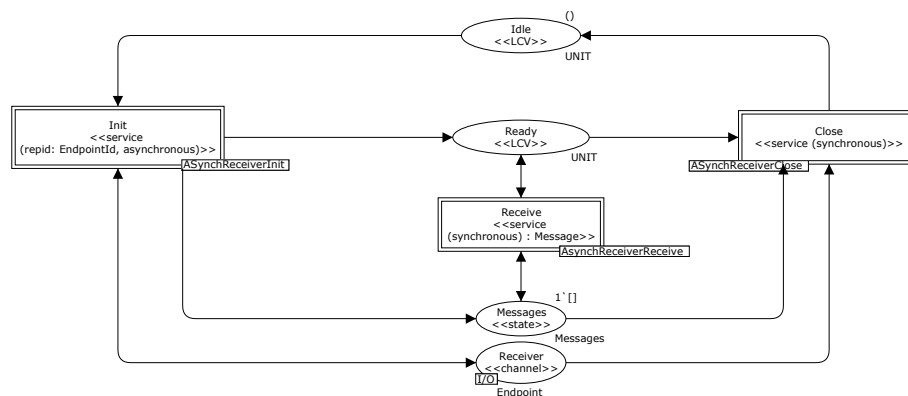 ()
Idle
<<LCV>>
UNIT
Init
<<service
(repid: EndpointId, asynchronous)>>
ASynchReceiverInit
Ready
<<LCV>>
UNIT
Close
<<service (synchronous)>>
ASynchReceiverClose
Receive
<<service
(synchronous) : Message>>
AsynchReceiverReceive
1`[]
Messages
<<state>>
Messages
Receiver
<<channel>>
I/O
Endpoint